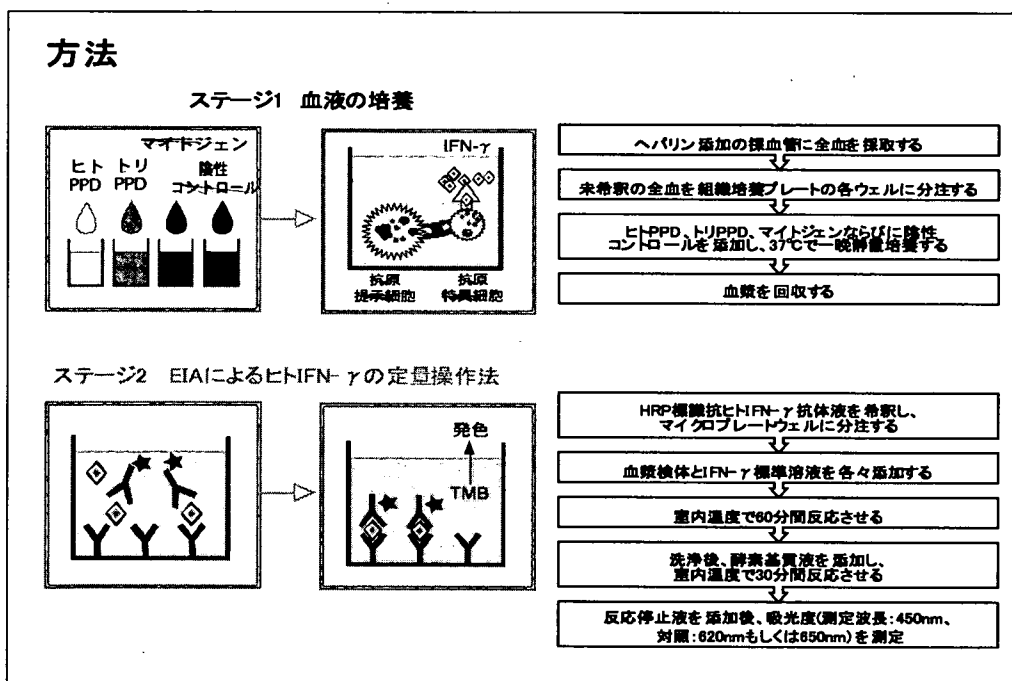 方法
ステージ1 血液の培養
マイトジェン
ヒト トリ 陰性
PPD PPD コントロール
IFN-γ
抗原 抗原
提示細胞 特異細胞
ヘパリン添加の採血管に全血を採取する
未希釈の全血を組織培養プレートの各ウェルに分注する
ヒトPPD、トリPPD、マイトジェンならびに陰性
コントロールを添加し、37℃で一晩静置培養する
血漿を回収する
ステージ2 EIAによるヒトIFN-γの定量操作法
発色
TMB
HRP標識抗ヒトIFN-γ抗体液を希釈し、
マイクロプレートウェルに分注する
血漿検体とIFN-γ標準溶液を各々添加する
室内温度で60分間反応させる
洗浄後、酵素基質液を添加し、
室内温度で30分間反応させる
反応停止液を添加後、吸光度(測定波長:450nm、
対照:620nmもしくは650nm)を測定